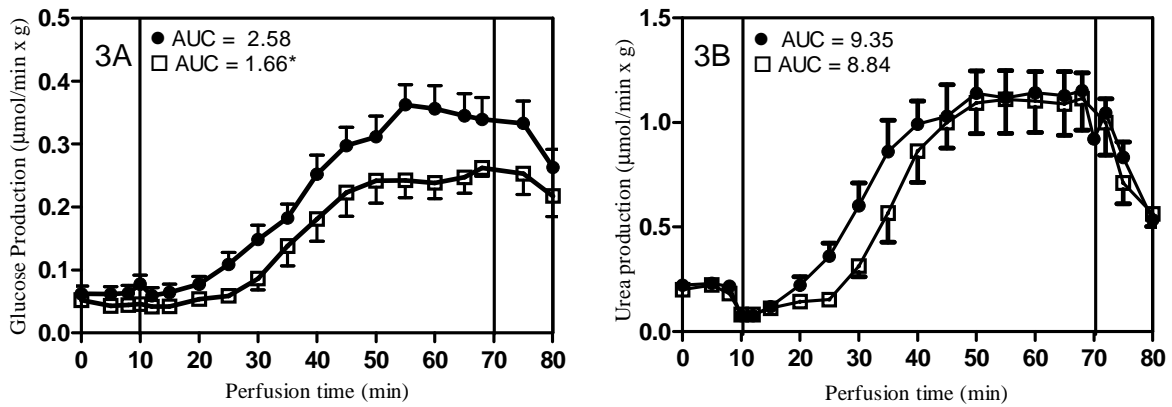 3A
● AUC = 2.58
□ AUC = 1.66*
Glucose Production (µmol/min x g)
0.5
0.4
0.3
0.2
0.1
0.0
0 10 20 30 40 50 60 70 80
Perfusion time (min)
3B
● AUC = 9.35
□ AUC = 8.84
Urea production (µmol/min x g)
1.5
1.0
0.5
0.0
0 10 20 30 40 50 60 70 80
Perfusion time (min)